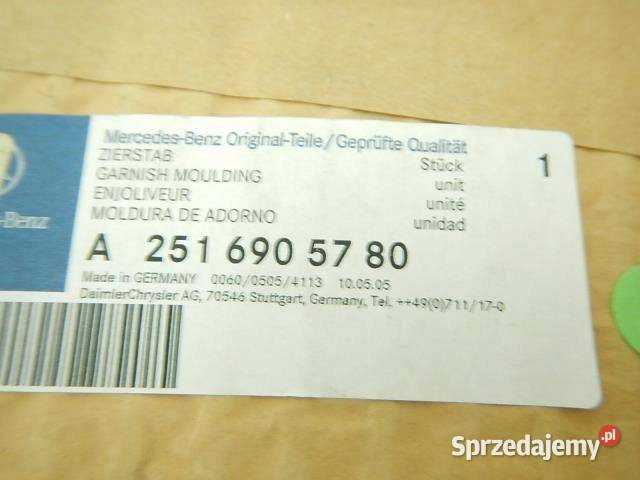 Mercedes-Benz Original-Teile/Geprüfte Qualität
ZIERSTAB Stück 1
GARNISH MOULDING unit
ENJOLIVEUR unité
MOLDURA DE ADORNO unidad
-Benz
A 251 690 57 80
Made in GERMANY 0060/0505/4113 10.05.05
DaimlerChrysler AG, 70546 Stuttgart, Germany, Tel. ++49(0)711/17-0
Sprzedajemy.pl